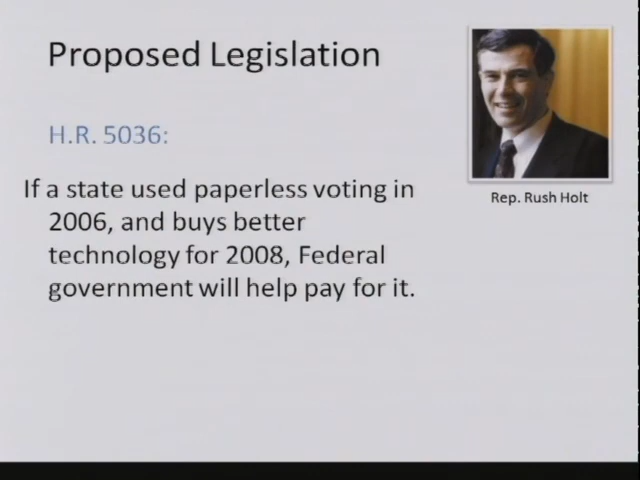 Proposed Legislation
H.R. 5036:
If a state used paperless voting in
2006, and buys better
technology for 2008, Federal
government will help pay for it.
Rep. Rush Holt